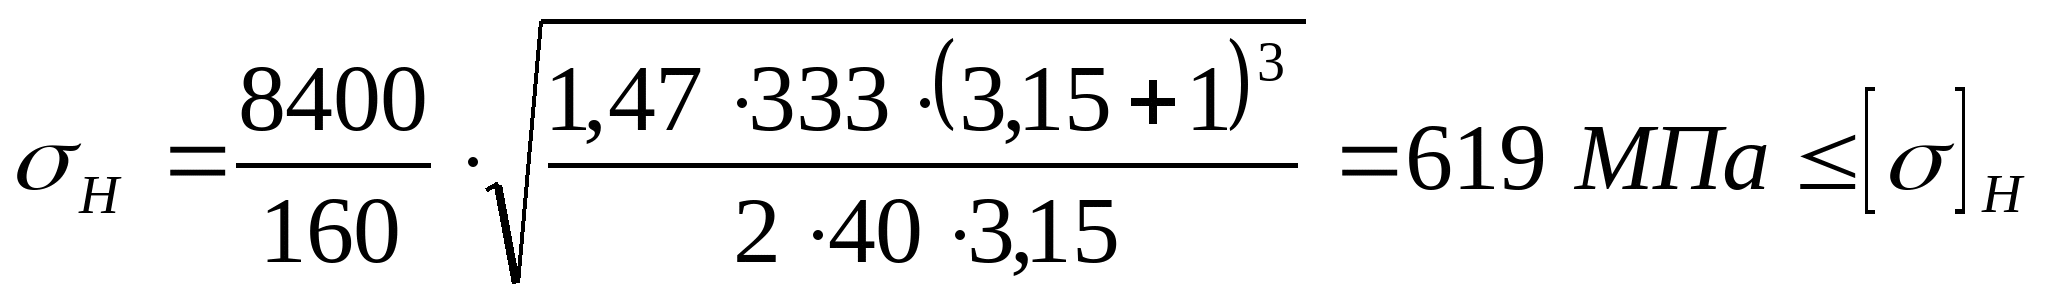 σ_H = 8400/160 · √(1,47 · 333 · (3,15 + 1)^3 / 2 · 40 · 3,15) = 619 МПа ≤ [σ]_H